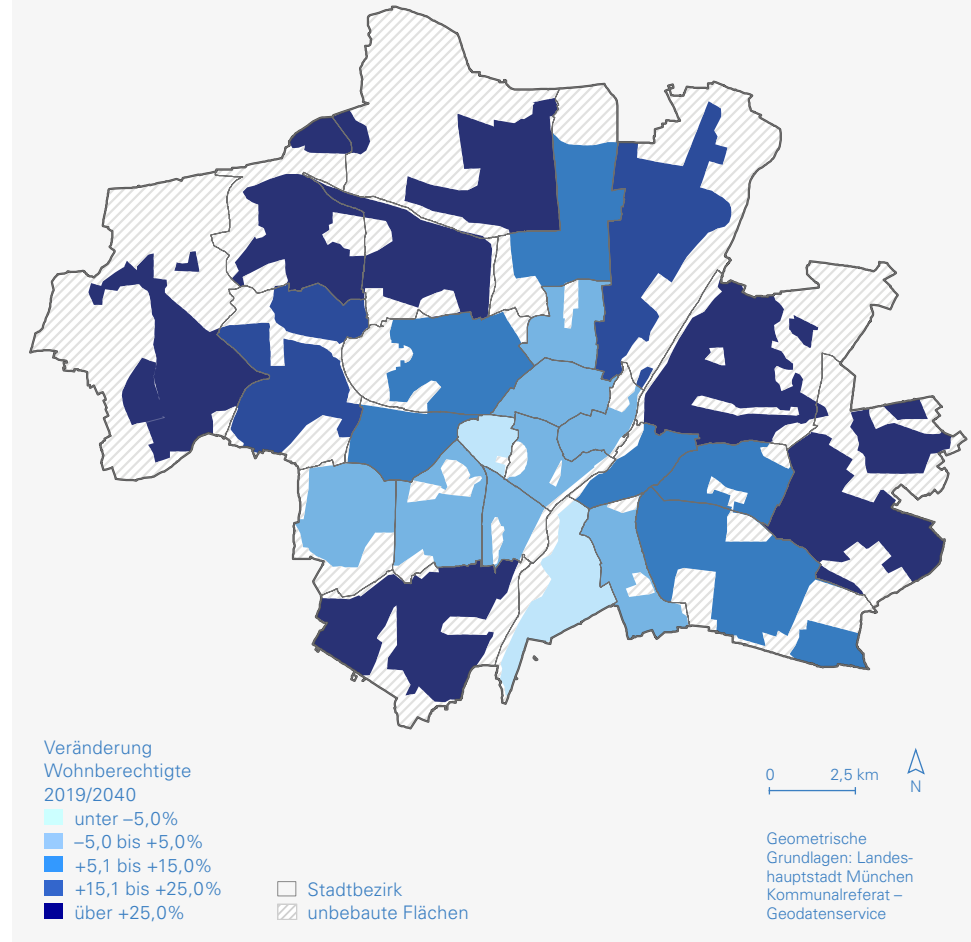 Veränderung
Wohnberechtigte
2019/2040
unter –5,0%
–5,0 bis +5,0%
+5,1 bis +15,0%
+15,1 bis +25,0%
über +25,0%
Stadtbezirk
unbebaute Flächen
0 2,5 km
N
Geometrische
Grundlagen: Landes-
hauptstadt München
Kommunalreferat –
Geodatenservice